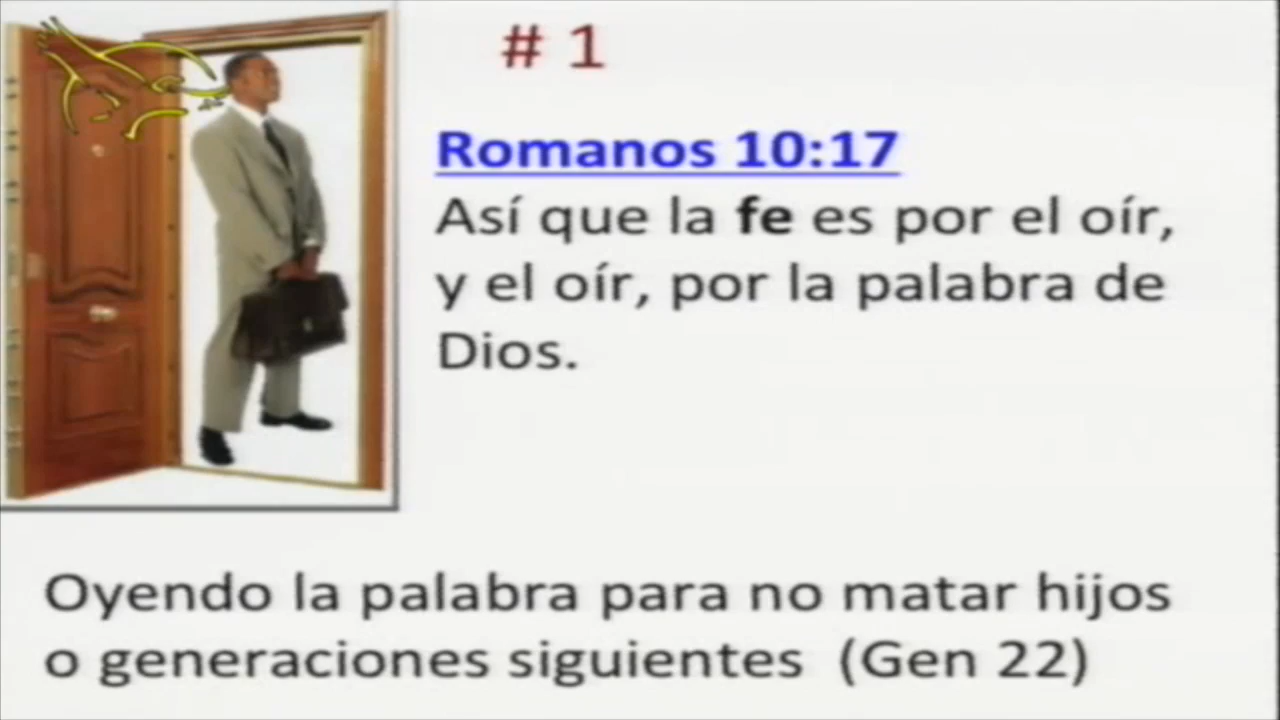 # 1
Romanos 10:17
Así que la fe es por el oír,
y el oír, por la palabra de
Dios.
Oyendo la palabra para no matar hijos
o generaciones siguientes (Gen 22)